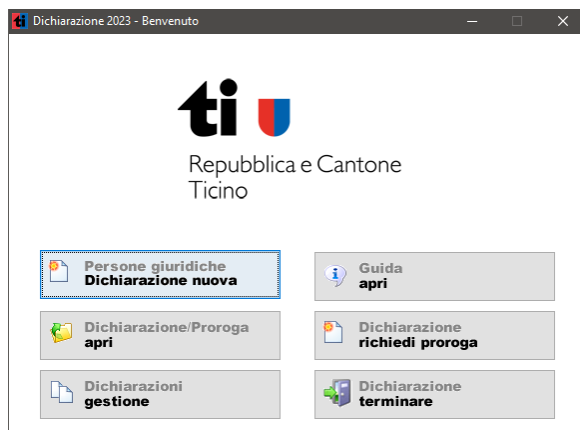 Dichiarazione 2023 - Benvenuto
ti
Repubblica e Cantone
Ticino
Persone giuridiche
Dichiarazione nuova
Guida
apri
Dichiarazione/Proroga
apri
Dichiarazione
richiedi proroga
Dichiarazioni
gestione
Dichiarazione
terminare